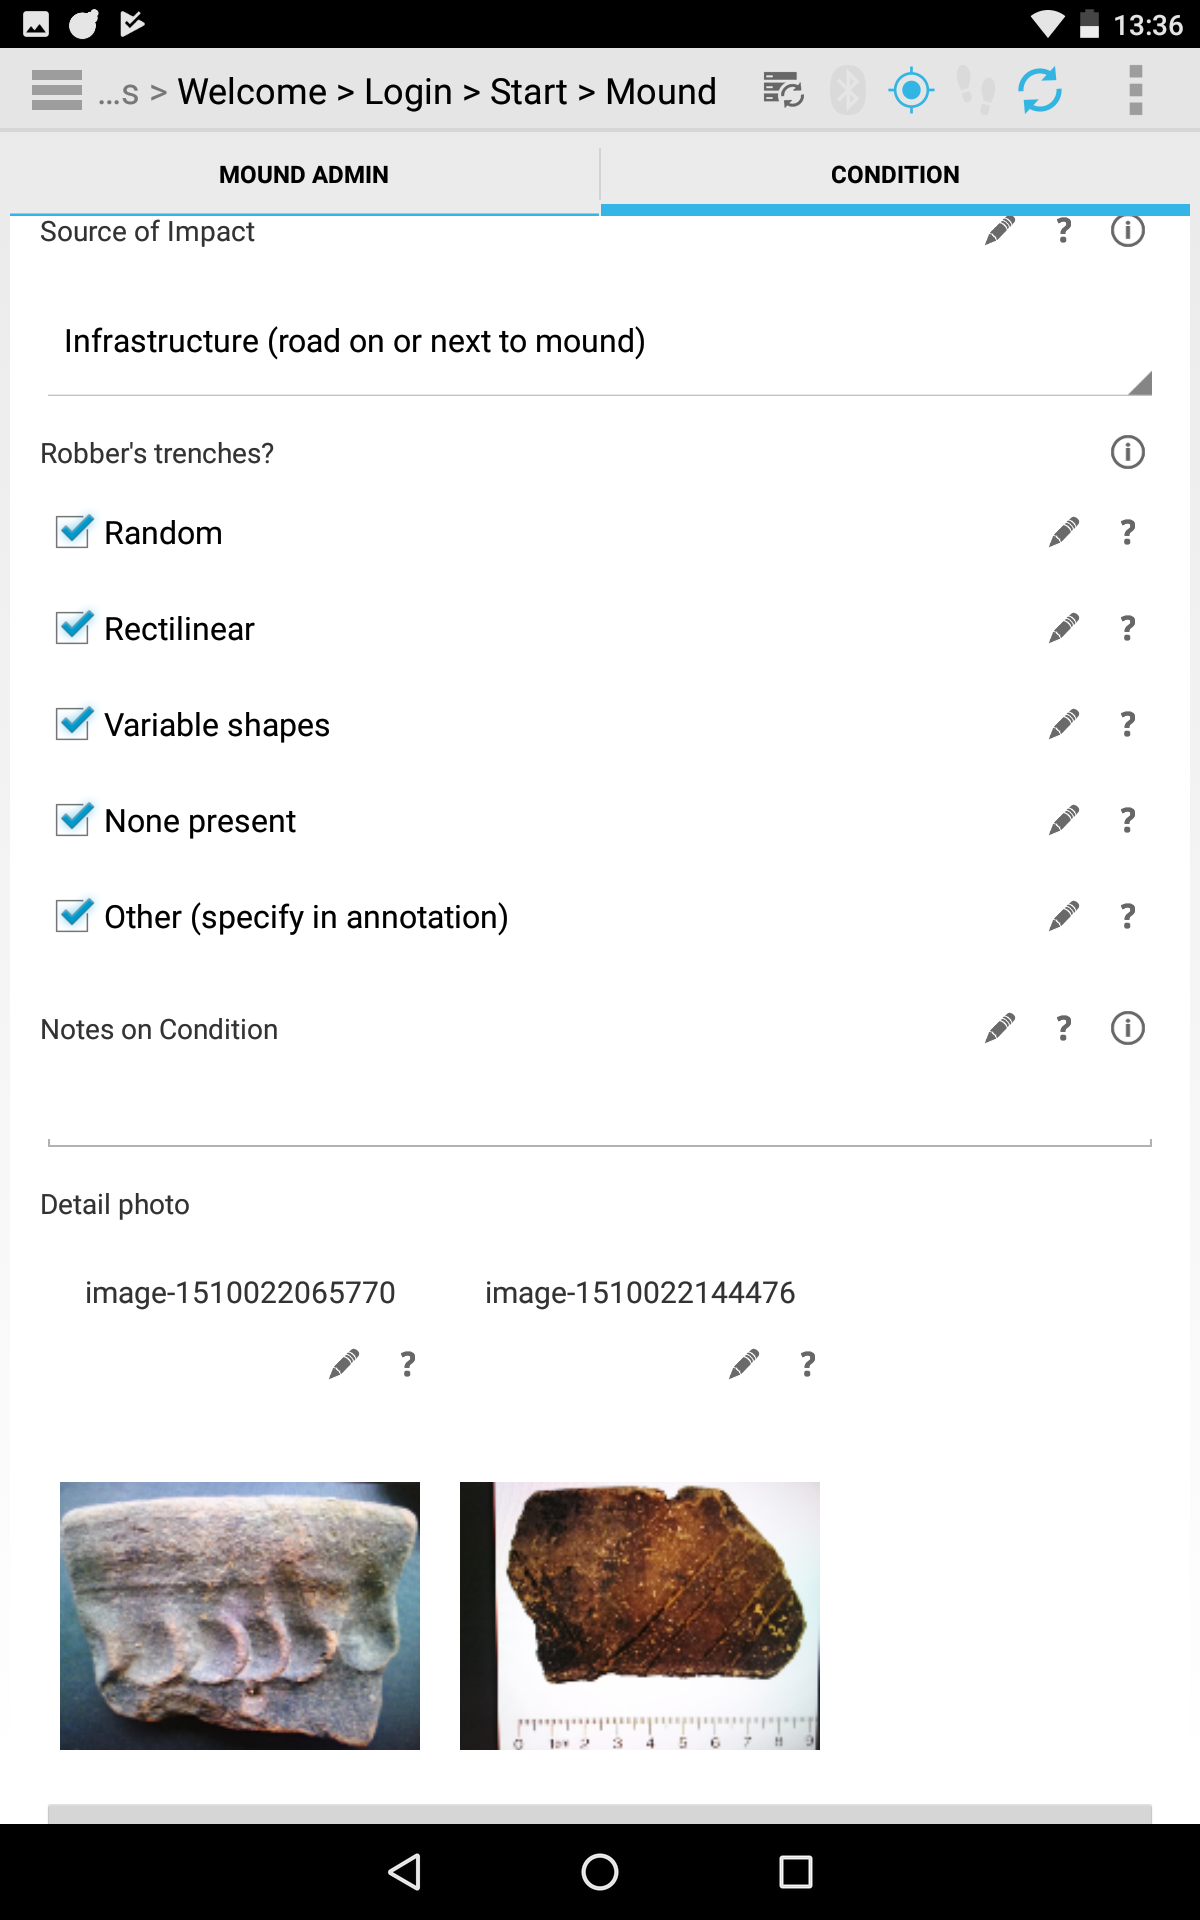 13:36
...s > Welcome > Login > Start > Mound
MOUND ADMIN
CONDITION
Source of Impact
Infrastructure (road on or next to mound)
Robber's trenches?
Random
Rectilinear
Variable shapes
None present
Other (specify in annotation)
Notes on Condition
Detail photo
image-1510022065770
image-1510022144476
0 1cm 2 3 4 5 6 7 8 9